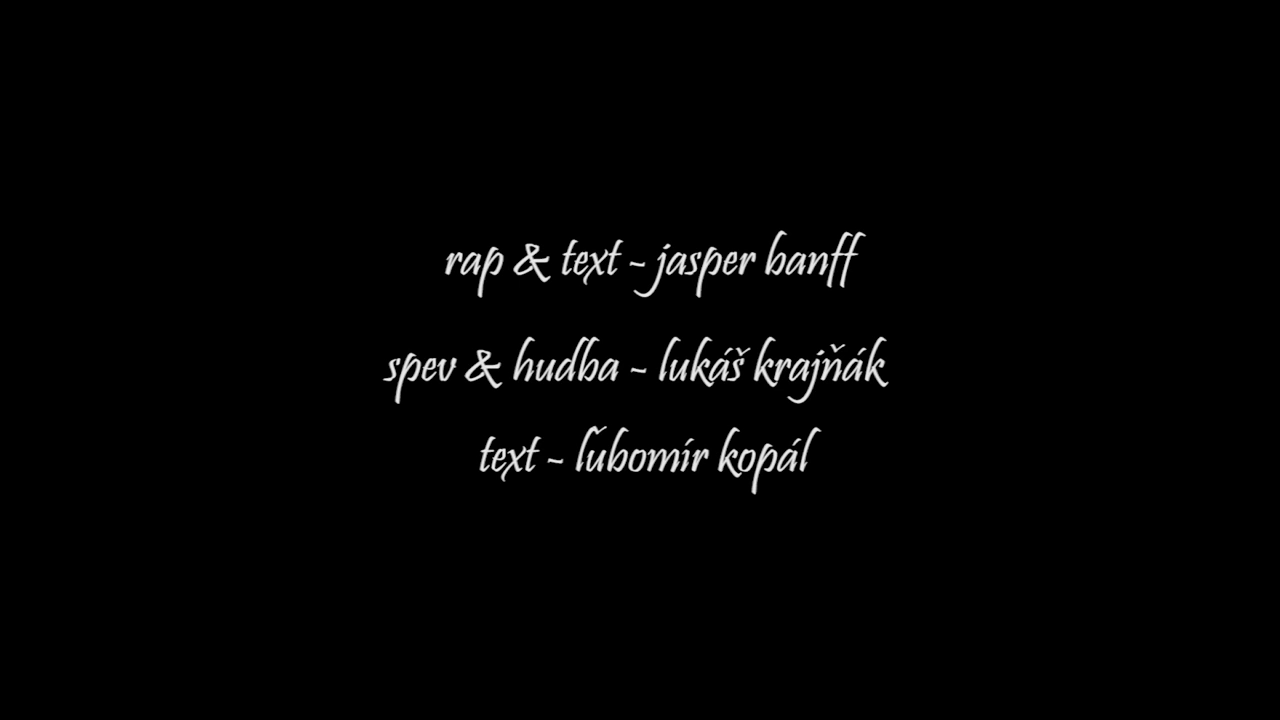 rap & text - jasper banff
spev & hudba - lukáš krajňák
text - ľubomír kopál